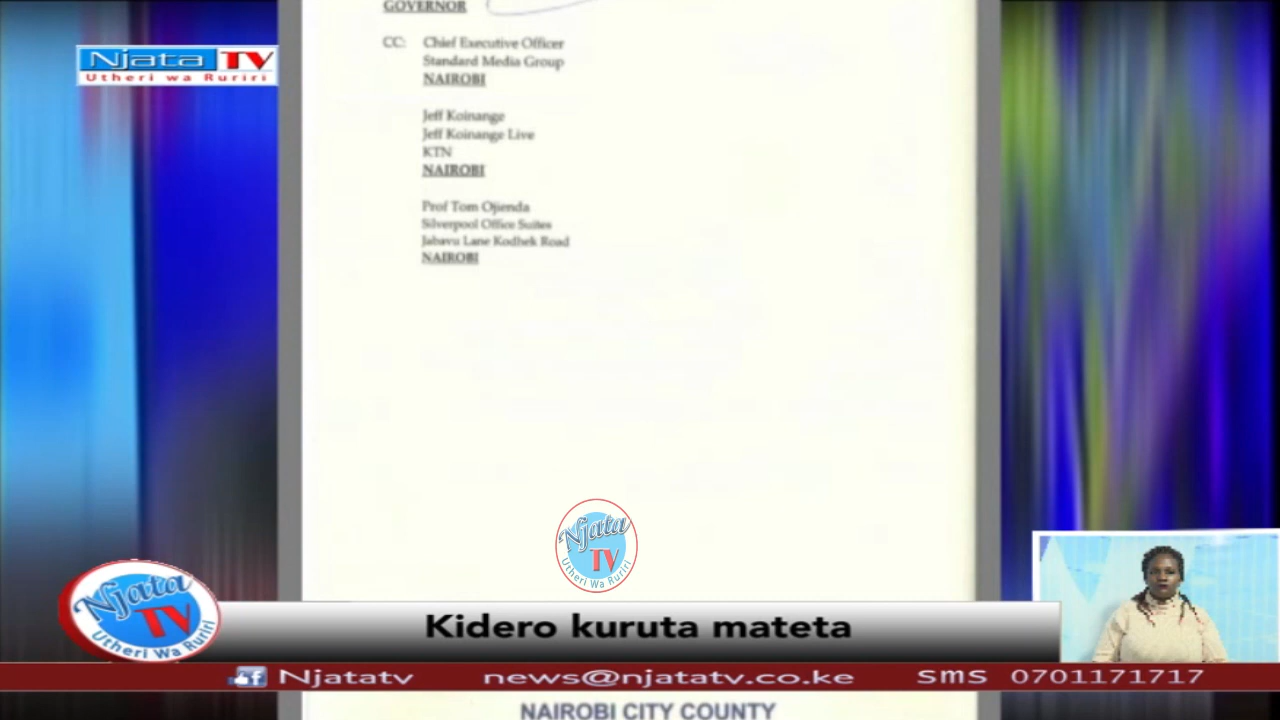 GOVERNOR
Njata TV
Utheri wa Ruriri
CC: Chief Executive Officer
Standard Media Group
NAIROBI
Jeff Koinange
Jeff Koinange Live
KTN
NAIROBI
Prof Tom Ojienda
Silverpool Office Suites
Jabavu Lane Kodhek Road
NAIROBI
Njata
TV
Utheri Wa Ruriri
Njata
TV
Utheri Wa Ruriri
Kidero kuruta mateta
f Njatatv news@njatatv.co.ke sms 0701171717
NAIROBI CITY COUNTY